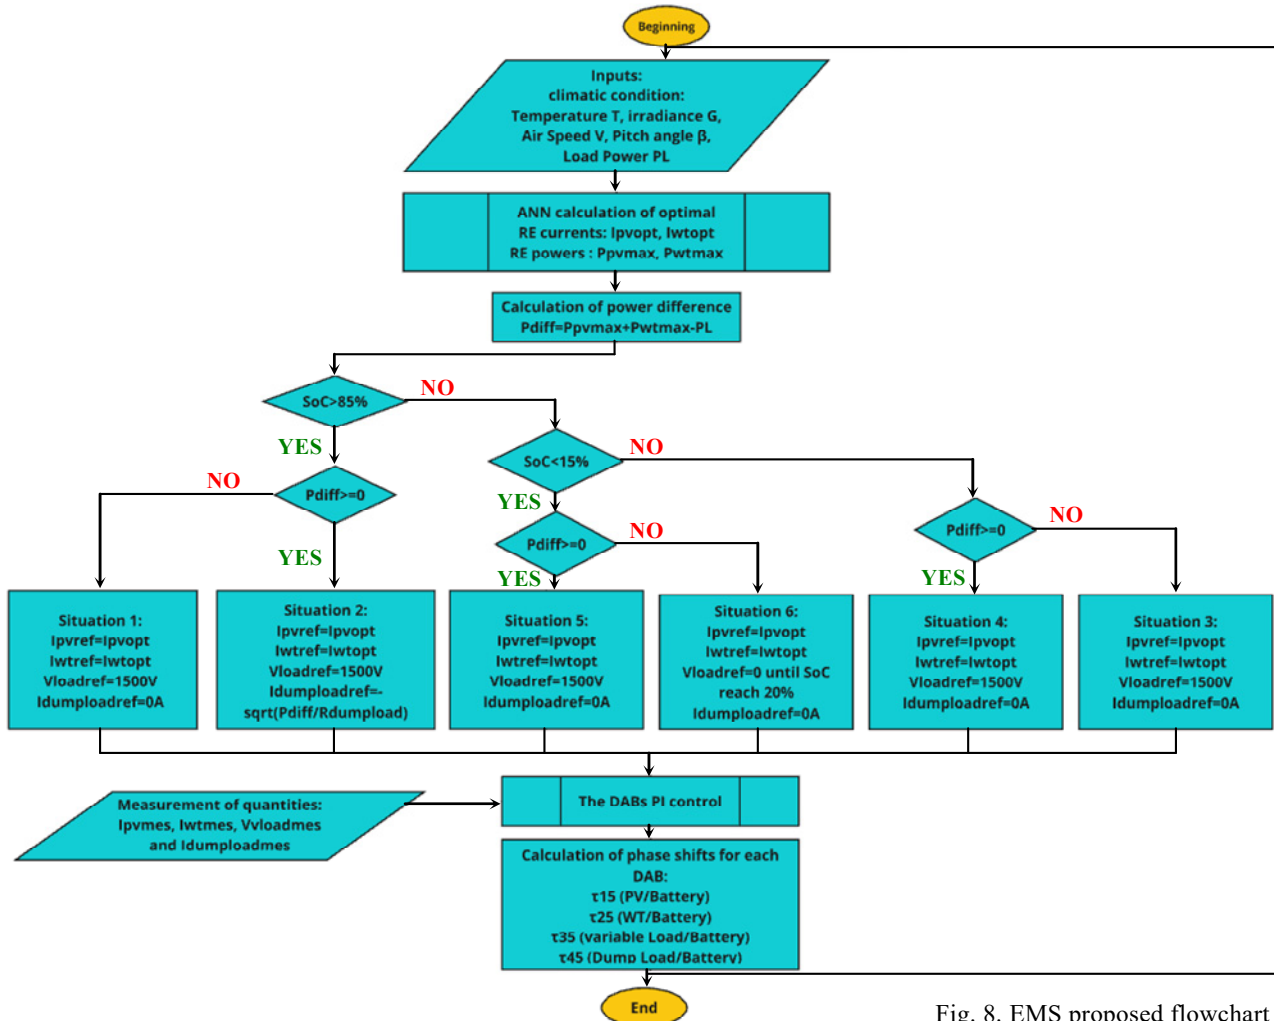 Beginning
Inputs:
climatic condition:
Temperature T, irradiance G,
Air Speed V, Pitch angle β,
Load Power PL
ANN calculation of optimal
RE currents: Ipvopt, Iwtopt
RE powers : Ppvmax, Pwtmax
Calculation of power difference
Pdiff=Ppvmax+Pwtmax-PL
SoC>85%
NO
YES
SoC<15%
NO
NO
Pdiff>=0
YES
YES
Pdiff>=0
NO
YES
Pdiff>=0
NO
YES
Situation 1:
Ipvref=Ipvopt
Iwtref=Iwtopt
Vloadref=1500V
Idumploadref=0A
Situation 2:
Ipvref=Ipvopt
Iwtref=Iwtopt
Vloadref=1500V
Idumploadref=-
sqrt(Pdiff/Rdumpload)
Situation 5:
Ipvref=Ipvopt
Iwtref=Iwtopt
Vloadref=1500V
Idumploadref=0A
Situation 6:
Ipvref=Ipvopt
Iwtref=Iwtopt
Vloadref=0 until SoC
reach 20%
Idumploadref=0A
Situation 4:
Ipvref=Ipvopt
Iwtref=Iwtopt
Vloadref=1500V
Idumploadref=0A
Situation 3:
Ipvref=Ipvopt
Iwtref=Iwtopt
Vloadref=1500V
Idumploadref=0A
Measurement of quantities:
Ipvmes, Iwtmes, Vvloadmes
and Idumploadmes
The DABs PI control
Calculation of phase shifts for each
DAB:
τ15 (PV/Battery)
τ25 (WT/Battery)
τ35 (variable Load/Battery)
τ45 (Dump Load/Battery)
End
Fig. 8. EMS proposed flowchart